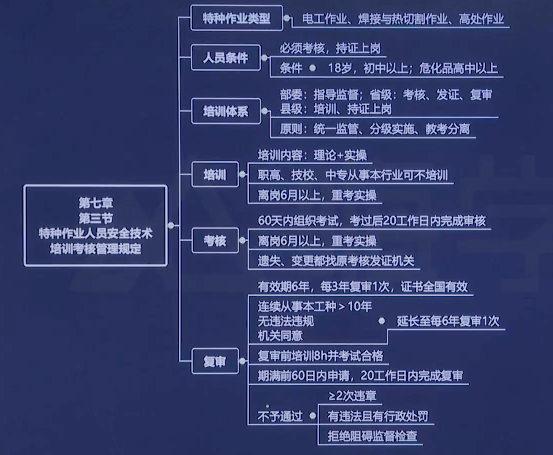 特种作业类型
电工作业、焊接与热切割作业、高处作业
人员条件
必须考核，持证上岗
条件
18岁，初中以上；危化品高中以上
培训体系
部委：指导监督；省级：考核、发证、复审
县级：培训、持证上岗
原则：统一监管、分级实施、教考分离
第七章
第三节
特种作业人员安全技术
培训考核管理规定
培训
培训内容：理论+实操
职高、技校、中专从事本行业可不培训
离岗6月以上，重考实操
考核
60天内组织考试，考过后20工作日内完成审核
离岗6月以上，重考实操
遗失、变更都找原考核发证机关
复审
有效期6年，每3年复审1次，证书全国有效
连续从事本工种＞10年
无违法违规
机关同意
延长至每6年复审1次
复审前培训8h并考试合格
期满前60日内申请，20工作日内完成复审
不予通过
≥2次违章
有违法且有行政处罚
拒绝阻碍监督检查